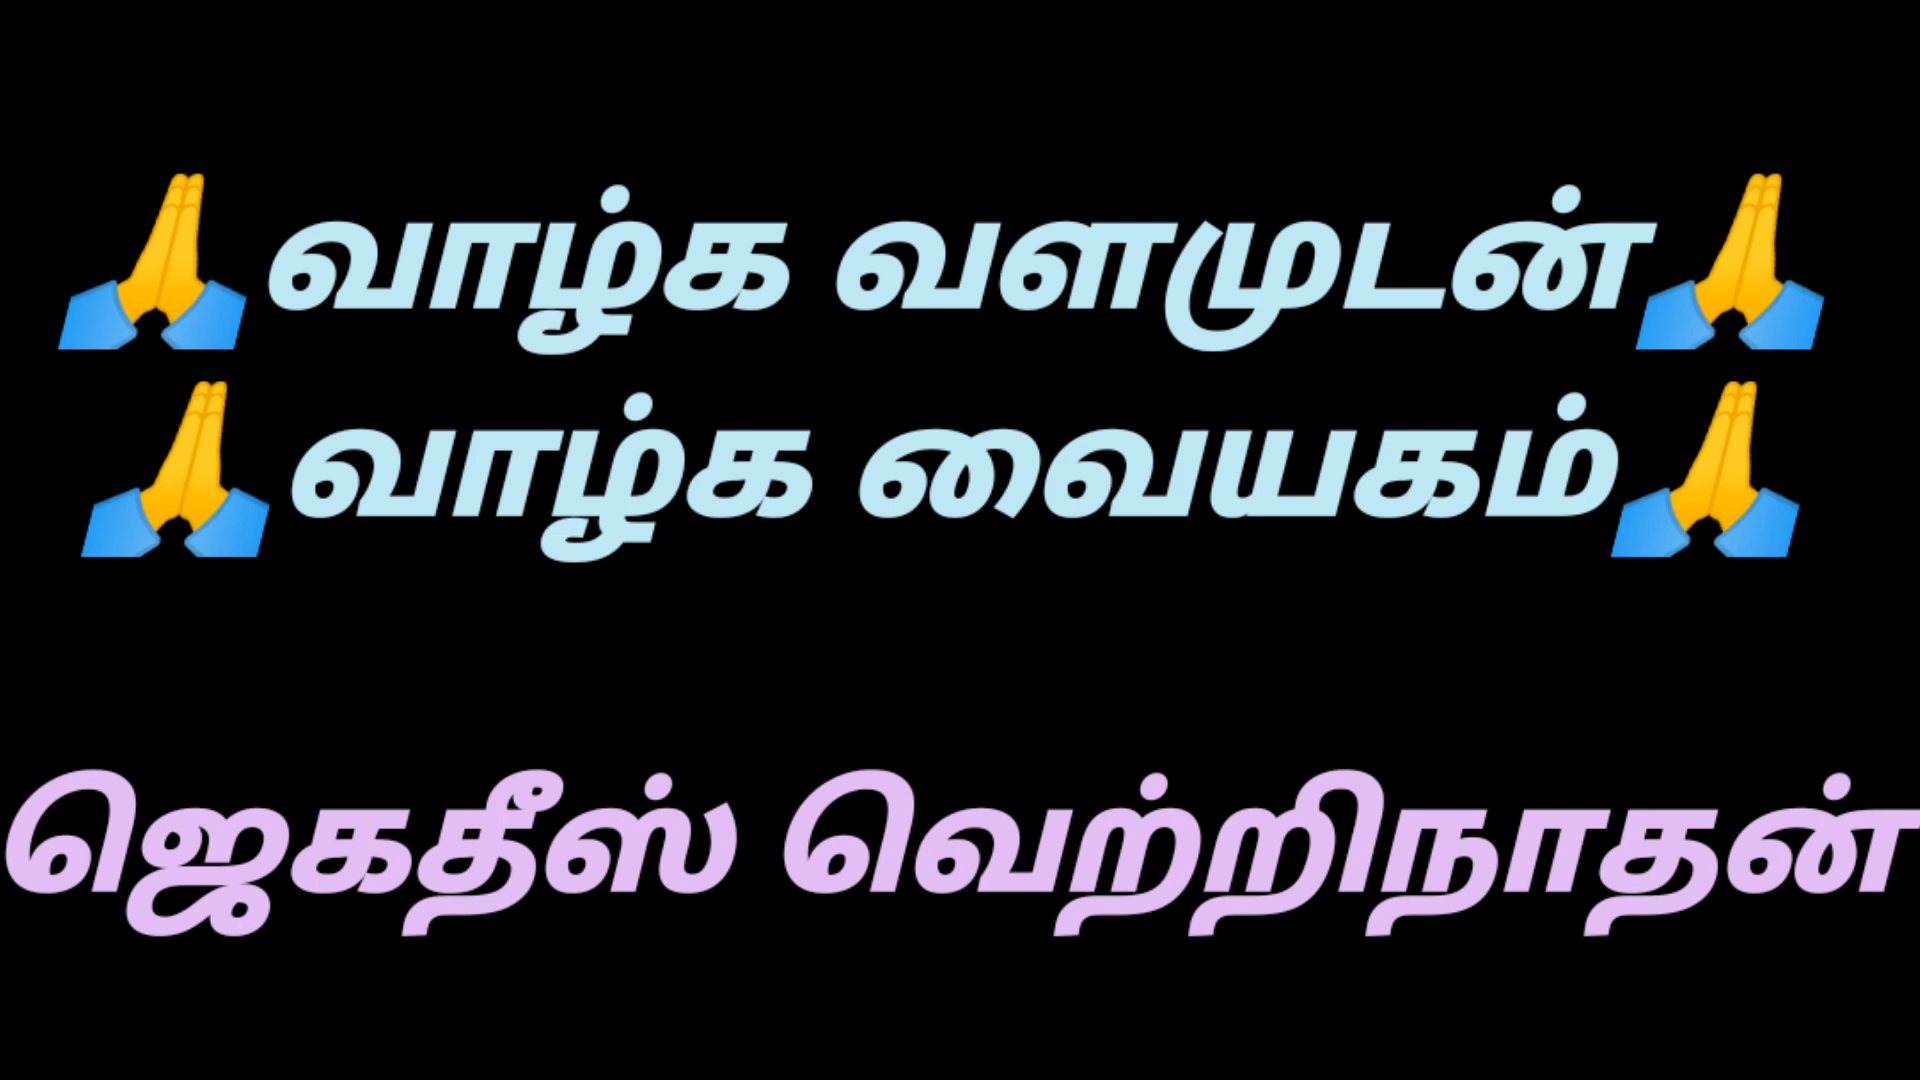 🙏வாழ்க வளமுடன்🙏
🙏வாழ்க வையகம்🙏
ஜெகதீஸ் வெற்றிநாதன்